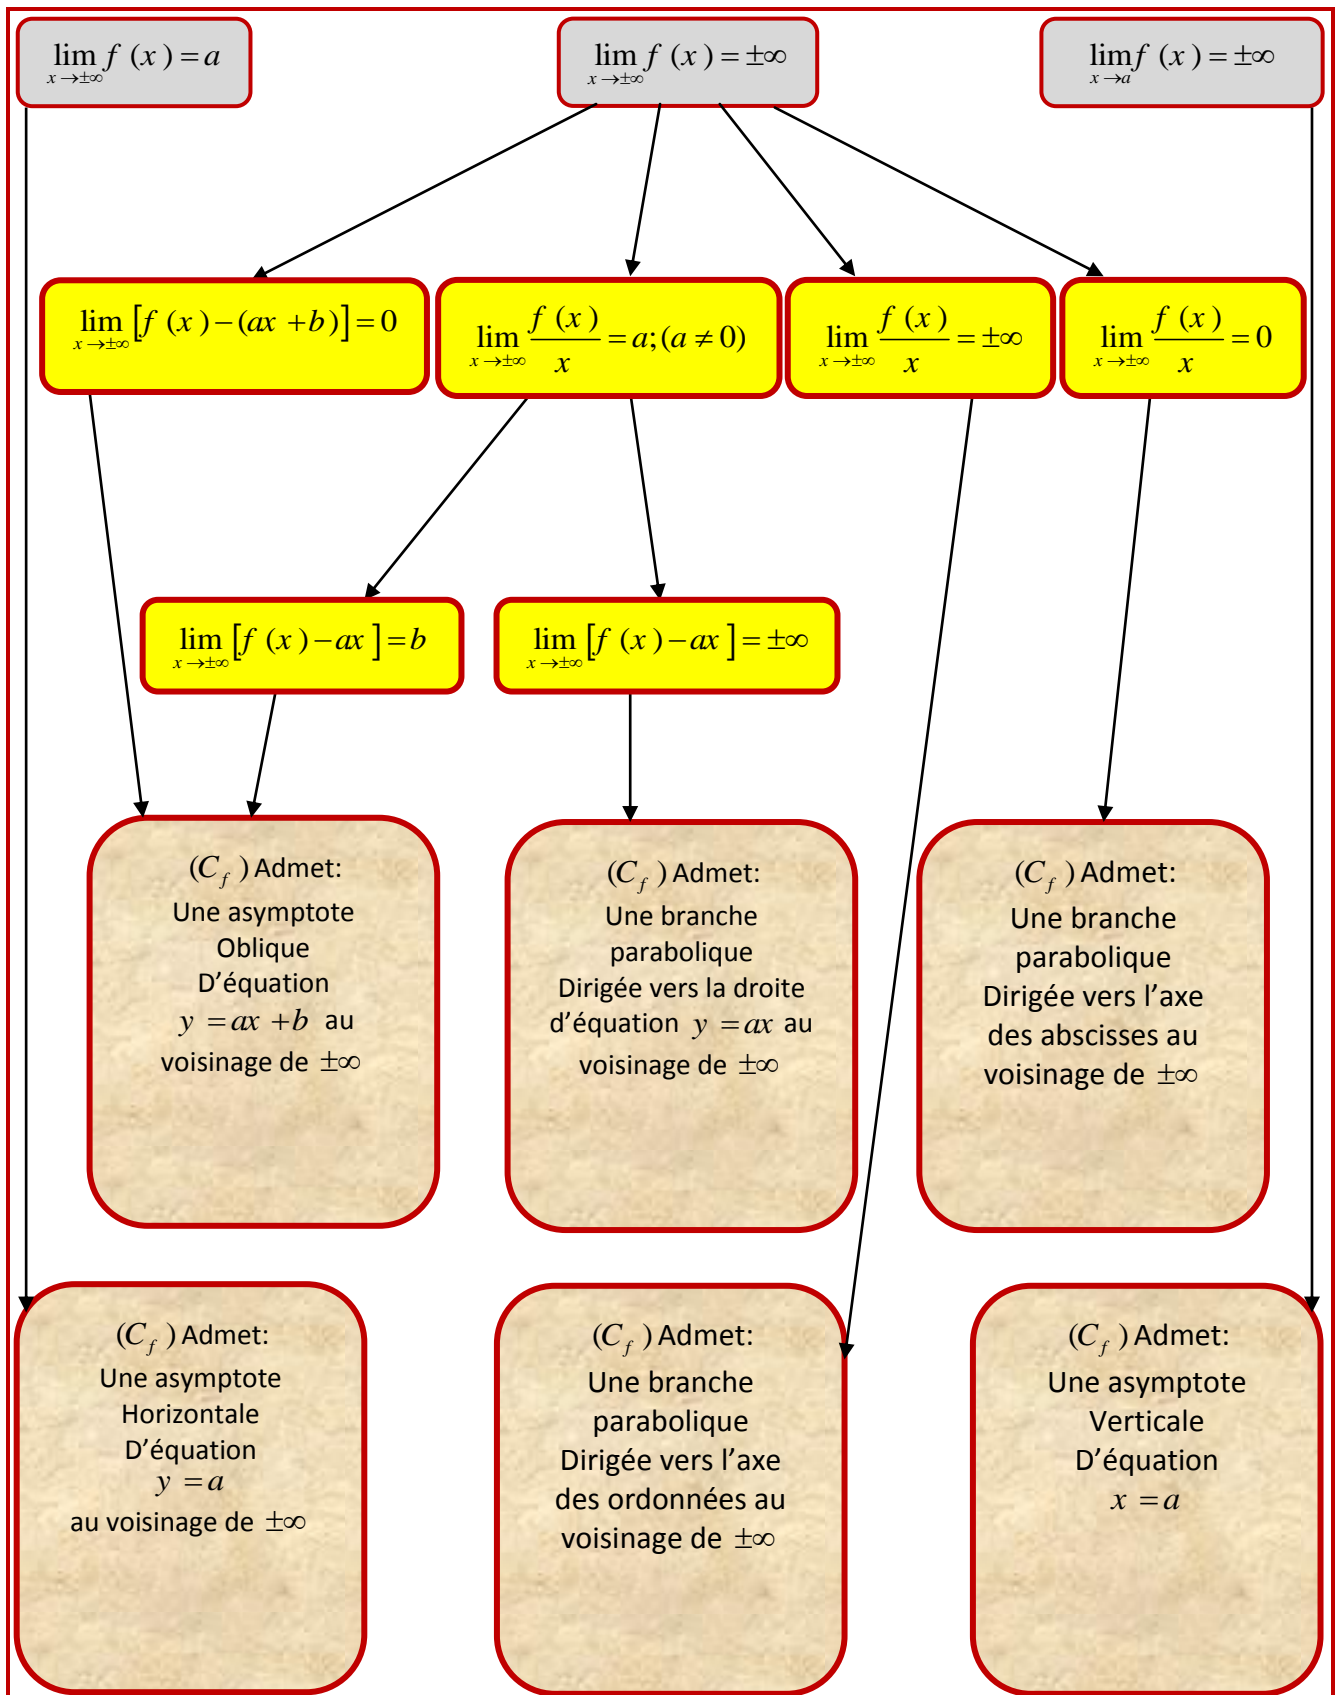 lim f(x) = a
x→±∞
lim f(x) = ±∞
x→±∞
lim f(x) = ±∞
x→a
lim [f(x) − (ax + b)] = 0
x→±∞
lim f(x)/x = a; (a ≠ 0)
x→±∞
lim f(x)/x = ±∞
x→±∞
lim f(x)/x = 0
x→±∞
lim [f(x) − ax] = b
x→±∞
lim [f(x) − ax] = ±∞
x→±∞
(C_f) Admet:
Une asymptote
Oblique
D’équation
y = ax + b au
voisinage de ±∞
(C_f) Admet:
Une branche
parabolique
Dirigée vers la droite
d’équation y = ax au
voisinage de ±∞
(C_f) Admet:
Une branche
parabolique
Dirigée vers l’axe
des abscisses au
voisinage de ±∞
(C_f) Admet:
Une asymptote
Horizontale
D’équation
y = a
au voisinage de ±∞
(C_f) Admet:
Une branche
parabolique
Dirigée vers l’axe
des ordonnées au
voisinage de ±∞
(C_f) Admet:
Une asymptote
Verticale
D’équation
x = a